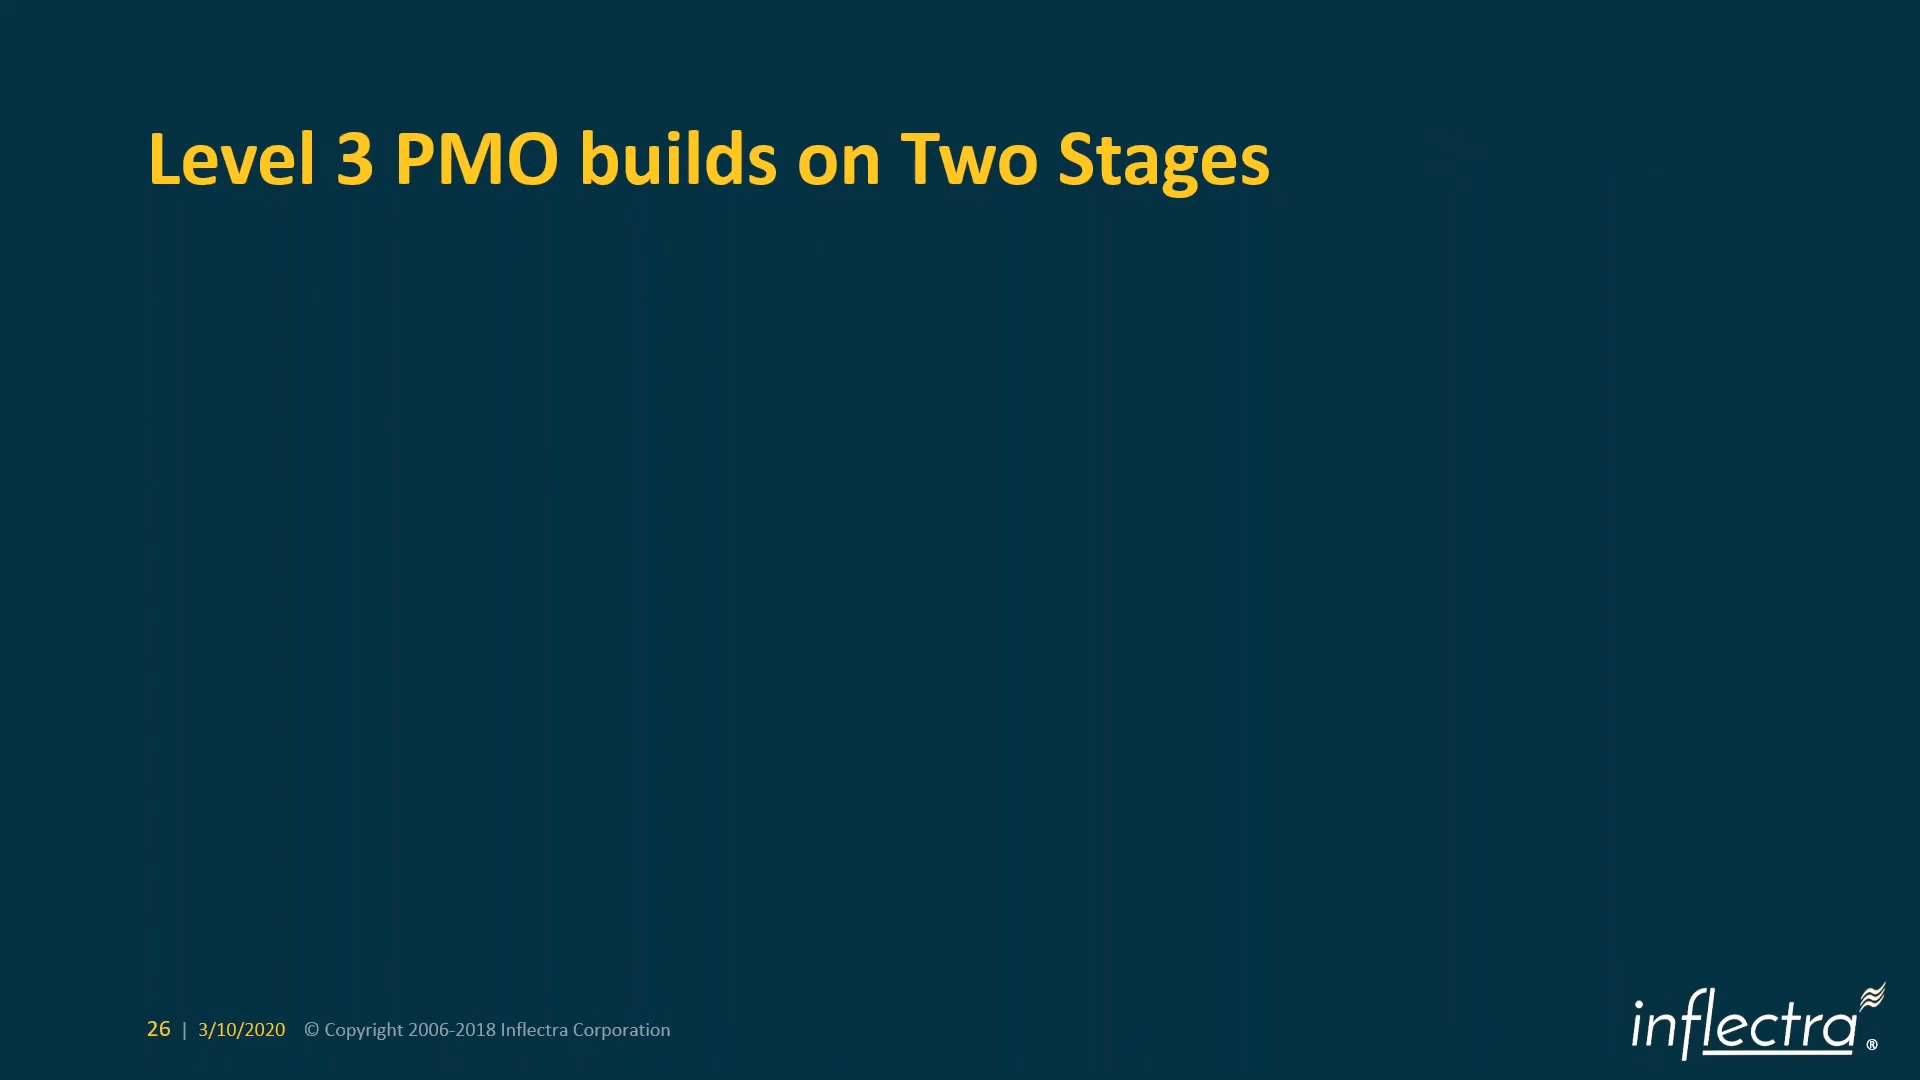 Level 3 PMO builds on Two Stages
26 | 3/10/2020 © Copyright 2006-2018 Inflectra Corporation
inflectra®